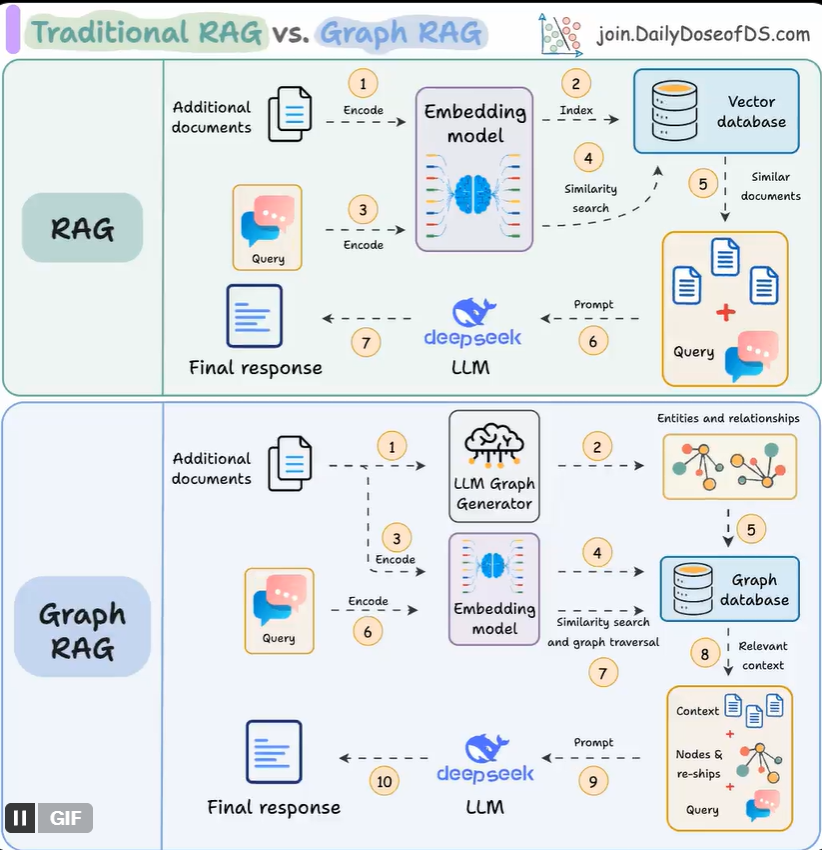 Traditional RAG vs. Graph RAG
join.DailyDoseofDS.com
Additional
documents
1
Encode
Embedding
model
2
Index
Vector
database
4
Similarity
search
5
Similar
documents
RAG
Query
3
Encode
Query
Prompt
6
deepseek
LLM
7
Final response
Entities and relationships
Additional
documents
1
LLM Graph
Generator
2
3
Encode
5
Graph
RAG
Query
Encode
6
Embedding
model
4
Similarity search
and graph traversal
7
Graph
database
8
Relevant
context
Context
+
Nodes &
re-ships
+
Query
Prompt
9
deepseek
LLM
10
Final response
GIF